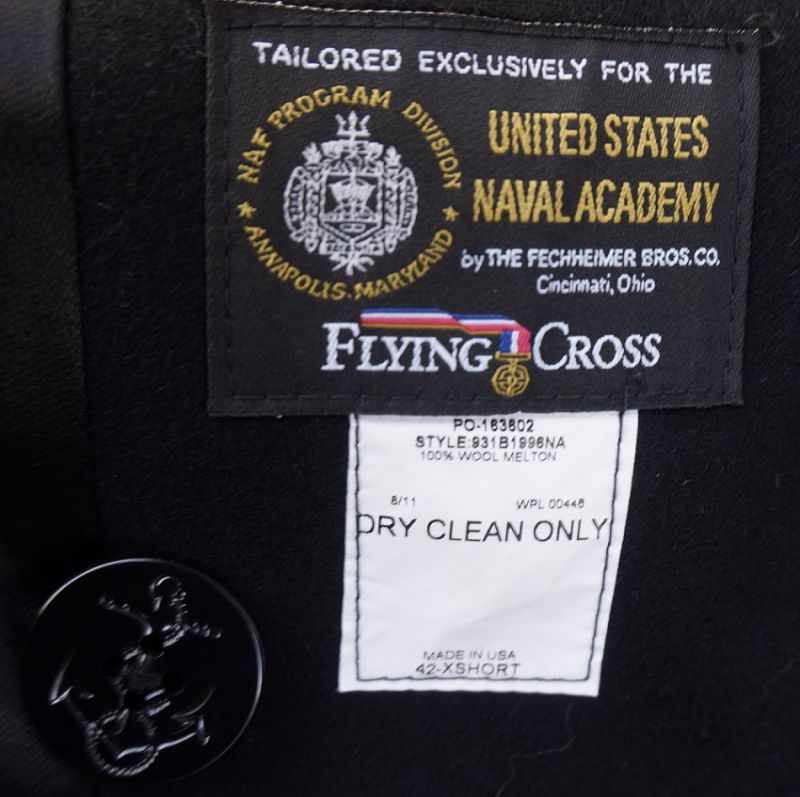 TAILORED EXCLUSIVELY FOR THE
NAF PROGRAM DIVISION
★ ANNAPOLIS, MARYLAND ★
UNITED STATES
NAVAL ACADEMY
by THE FECHHEIMER BROS. CO.
Cincinnati, Ohio
FLYING CROSS
PO-163602
STYLE:931B1996NA
100% WOOL MELTON
8/11 WPL 00446
DRY CLEAN ONLY
MADE IN USA
42-XSHORT